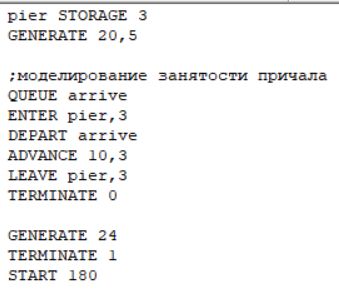 pier STORAGE 3
GENERATE 20,5
;моделирование занятости причала
QUEUE arrive
ENTER pier,3
DEPART arrive
ADVANCE 10,3
LEAVE pier,3
TERMINATE 0
GENERATE 24
TERMINATE 1
START 180